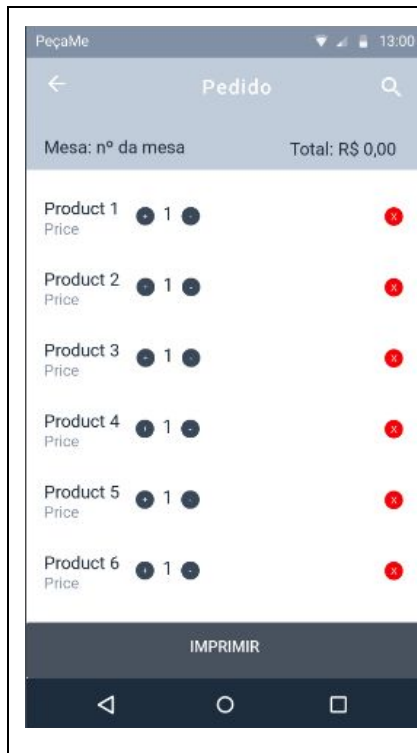 PeçaMe 13:00
Pedido
Mesa: nº da mesa Total: R$ 0,00
Product 1 + 1 - X
Price
Product 2 + 1 - X
Price
Product 3 + 1 - X
Price
Product 4 + 1 - X
Price
Product 5 + 1 - X
Price
Product 6 + 1 - X
Price
IMPRIMIR